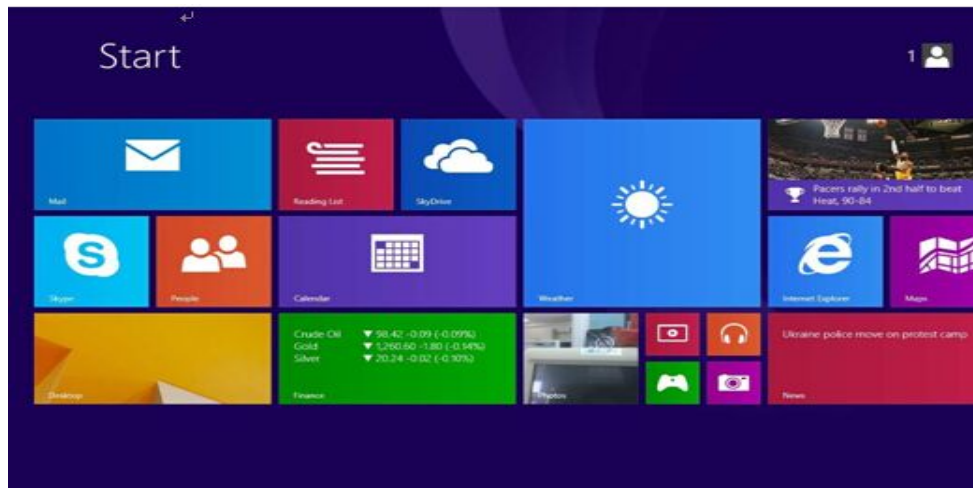 Start
1
Mail
Reading List
SkyDrive
Pacers rally in 2nd half to beat
Heat, 90-84
Skype
People
Calendar
Weather
Internet Explorer
Maps
Desktop
Crude Oil ▼ 98.42 -0.09 (-0.09%)
Gold ▼ 1,260.60 -1.80 (-0.14%)
Silver ▼ 20.24 -0.02 (-0.10%)
Finance
Photos
Ukraine police move on protest camp
News